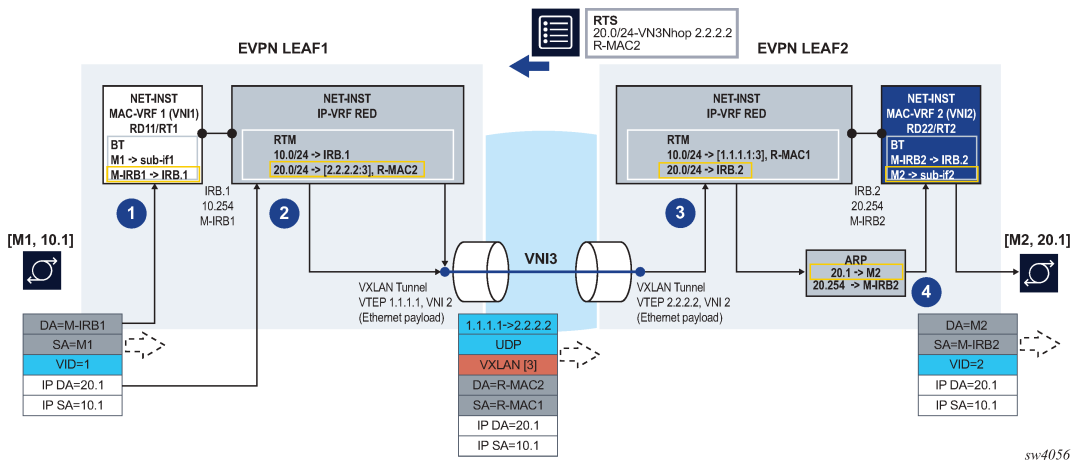 RTS
20.0/24-VN3Nhop 2.2.2.2
R-MAC2
EVPN LEAF1
EVPN LEAF2
NET-INST
MAC-VRF 1 (VNI1)
RD11/RT1
BT
M1 -> sub-if1
M-IRB1 -> IRB.1
NET-INST
IP-VRF RED
RTM
10.0/24 -> IRB.1
20.0/24 -> [2.2.2.2:3], R-MAC2
NET-INST
IP-VRF RED
RTM
10.0/24 -> [1.1.1.1:3], R-MAC1
20.0/24 -> IRB.2
NET-INST
MAC-VRF 2 (VNI2)
RD22/RT2
BT
M-IRB2 -> IRB.2
M2 -> sub-if2
1
IRB.1
10.254
M-IRB1
2
3
IRB.2
20.254
M-IRB2
[M1, 10.1]
[M2, 20.1]
VNI3
ARP
20.1 -> M2
20.254 -> M-IRB2
4
VXLAN Tunnel
VTEP 1.1.1.1, VNI 2
(Ethernet payload)
VXLAN Tunnel
VTEP 2.2.2.2, VNI 2
(Ethernet payload)
DA=M-IRB1
SA=M1
VID=1
IP DA=20.1
IP SA=10.1
1.1.1.1->2.2.2.2
UDP
VXLAN [3]
DA=R-MAC2
SA=R-MAC1
IP DA=20.1
IP SA=10.1
DA=M2
SA=M-IRB2
VID=2
IP DA=20.1
IP SA=10.1
sw4056